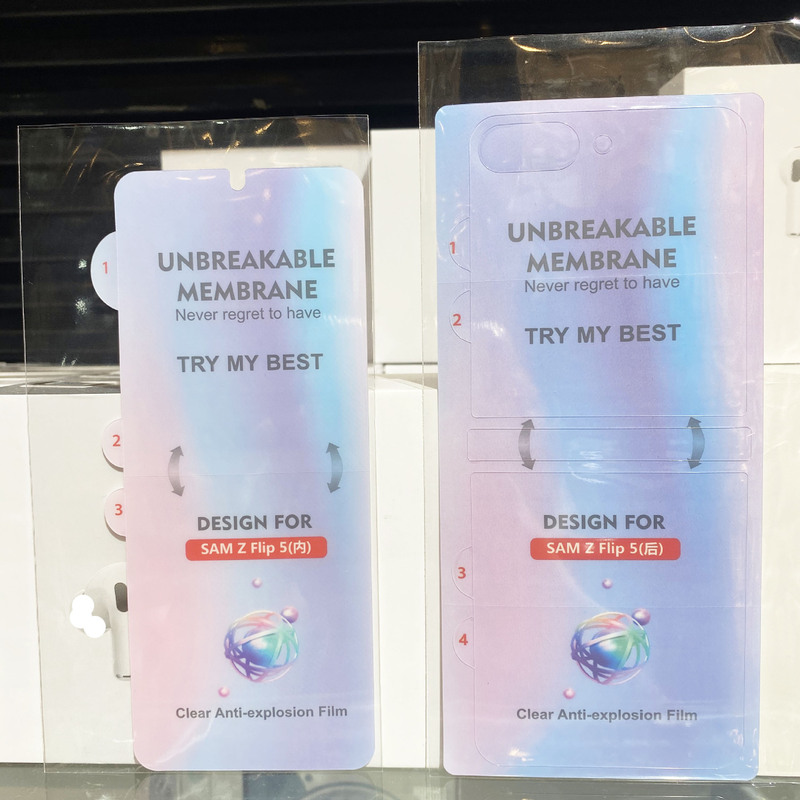 1
UNBREAKABLE
MEMBRANE
Never regret to have
TRY MY BEST
2
3
DESIGN FOR
SAM Z Flip 5(内)
Clear Anti-explosion Film
1
UNBREAKABLE
MEMBRANE
Never regret to have
2
TRY MY BEST
DESIGN FOR
SAM Z Flip 5(后)
3
4
Clear Anti-explosion Film